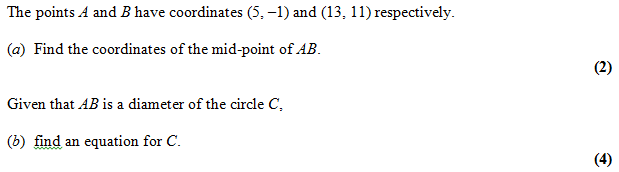 The points A and B have coordinates (5, −1) and (13, 11) respectively.
(a) Find the coordinates of the mid-point of AB.
(2)
Given that AB is a diameter of the circle C,
(b) find an equation for C.
(4)